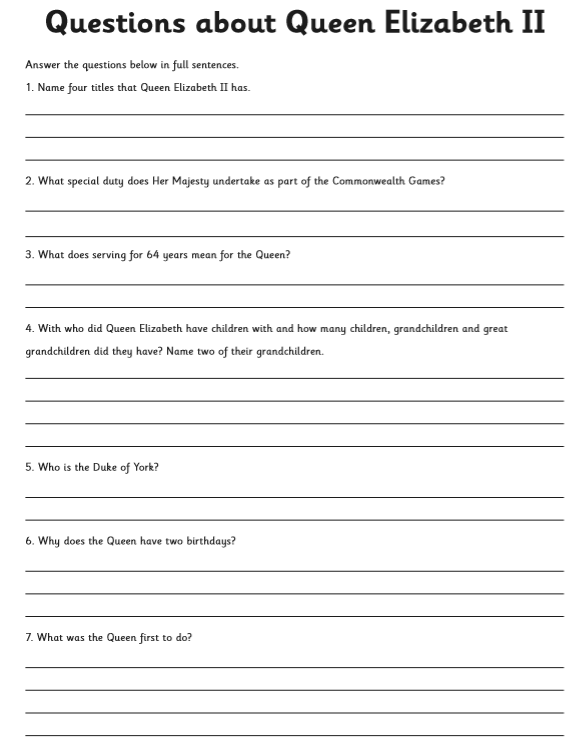 Questions about Queen Elizabeth II
Answer the questions below in full sentences.
1. Name four titles that Queen Elizabeth II has.
2. What special duty does Her Majesty undertake as part of the Commonwealth Games?
3. What does serving for 64 years mean for the Queen?
4. With who did Queen Elizabeth have children with and how many children, grandchildren and great
grandchildren did they have? Name two of their grandchildren.
5. Who is the Duke of York?
6. Why does the Queen have two birthdays?
7. What was the Queen first to do?